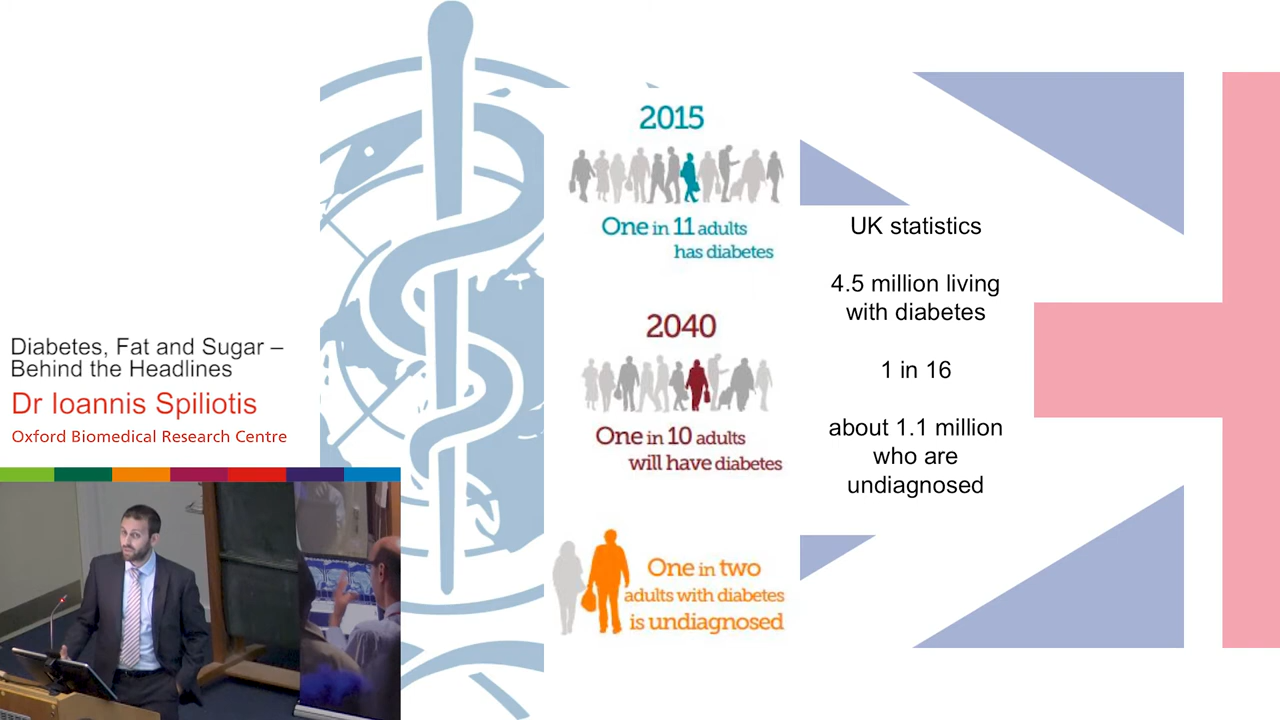 Diabetes, Fat and Sugar –
Behind the Headlines
Dr Ioannis Spiliotis
Oxford Biomedical Research Centre
2015
One in 11 adults
has diabetes
2040
One in 10 adults
will have diabetes
One in two
adults with diabetes
is undiagnosed
UK statistics
4.5 million living
with diabetes
1 in 16
about 1.1 million
who are
undiagnosed